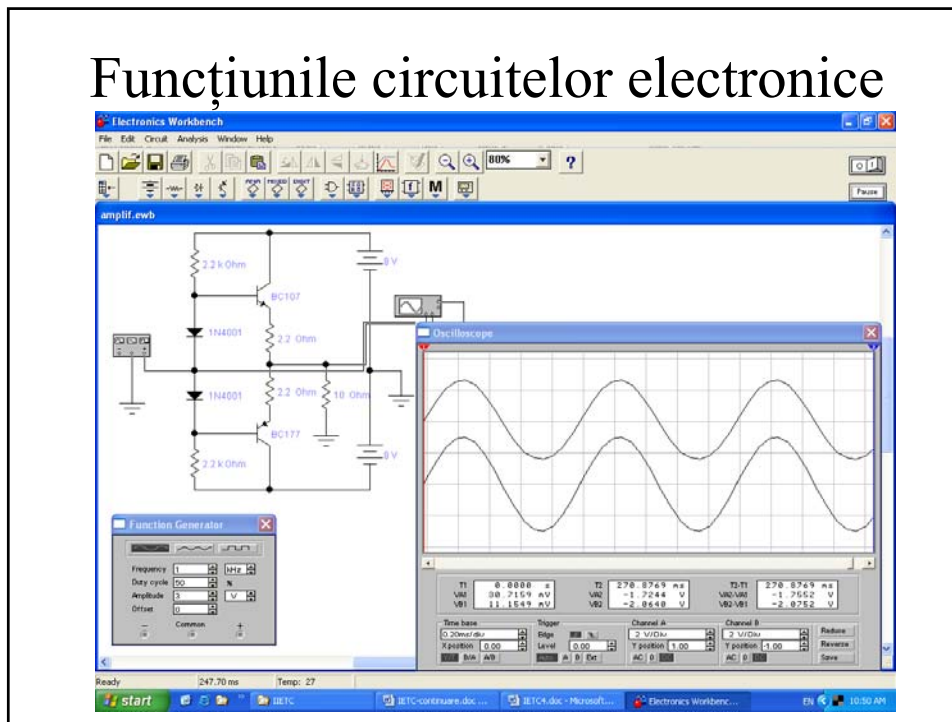 Funcțiunile circuitelor electronice
Electronics Workbench
File Edit Circuit Analysis Window Help
80%
?
M
Pause
amplif.ewb
2.2 k Ohm
BC107
1N4001
2.2 Ohm
1N4001
2.2 Ohm
10 Ohm
BC177
2.2 k Ohm
Oscilloscope
Function Generator
Frequency 1 kHz
Duty cycle 50 %
Amplitude 3 V
Offset 0
Common
- +
T1 0.0000 s T2 270.8769 ms T2-T1 270.8769 ms
VA1 30.7159 mV VA2 -1.7244 V VA2-VA1 -1.7552 V
VB1 11.1549 mV VB2 -2.0640 V VB2-VB1 -2.0752 V
Time base Trigger Channel A Channel B
0.20ms/div Edge 2 V/Div 2 V/Div Reduce
X position 0.00 Level 0.00 Y position 1.00 Y position -1.00 Reverse
B/A A/B A B Ext AC 0 AC 0 Save
Ready 247.70 ms Temp: 27
start IIETC IETC-continuare.doc ... IETC4.doc - Microsoft... Electronics Workbenc... EN 10:50 AM